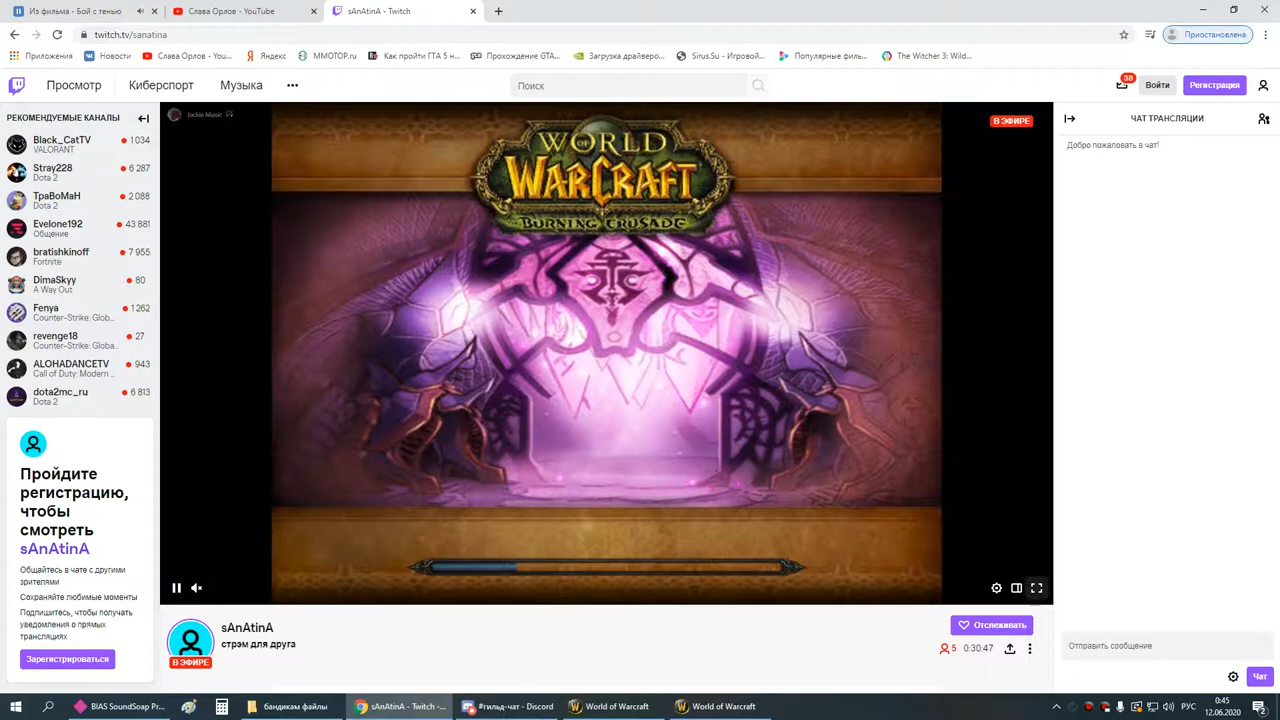 Из фильма - Бой с тенью
Слава Орлов - YouTube
sAnAtinA - Twitch
twitch.tv/sanatina
Приостановлена
Приложения
Новости
Слава Орлов - You...
Яндекс
MMOTOP.ru
Как пройти ГТА 5 н...
Прохождение GTA...
Загрузка драйверо...
Sirus.Su - Игровой...
Популярные фильм...
The Witcher 3: Wild...
Просмотр
Киберспорт
Музыка
Поиск
38
Войти
Регистрация
РЕКОМЕНДУЕМЫЕ КАНАЛЫ
Black_CatTV
1 034
VALORANT
Stray228
6 287
Dota 2
TpaBoMaH
2 088
Dota 2
Evelone192
43 881
Общение
bratishkinoff
7 955
Fortnite
DimaSkyy
80
A Way Out
Fenya
1 262
Counter-Strike: Glob...
revenge18
27
Counter-Strike: Globa...
ALOHADANCETV
943
Call of Duty: Modern...
dota2mc_ru
6 813
Dota 2
Пройдите
регистрацию,
чтобы
смотреть
sAnAtinA
Общайтесь в чате с другими
зрителями
Сохраняйте любимые моменты
Подпишитесь, чтобы получать
уведомления о прямых
трансляциях
Зарегистрироваться
Jackie Music
В ЭФИРЕ
WORLD
OF
WARCRAFT
THE BURNING CRUSADE
sAnAtinA
стрэм для друга
В ЭФИРЕ
Отслеживать
5
0:30:47
ЧАТ ТРАНСЛЯЦИИ
Добро пожаловать в чат!
Отправить сообщение
Чат
BIAS SoundSoap Pr...
бандикам файлы
sAnAtinA - Twitch -...
#гильд-чат - Discord
World of Warcraft
World of Warcraft
РУС
0:45
12.06.2020
2